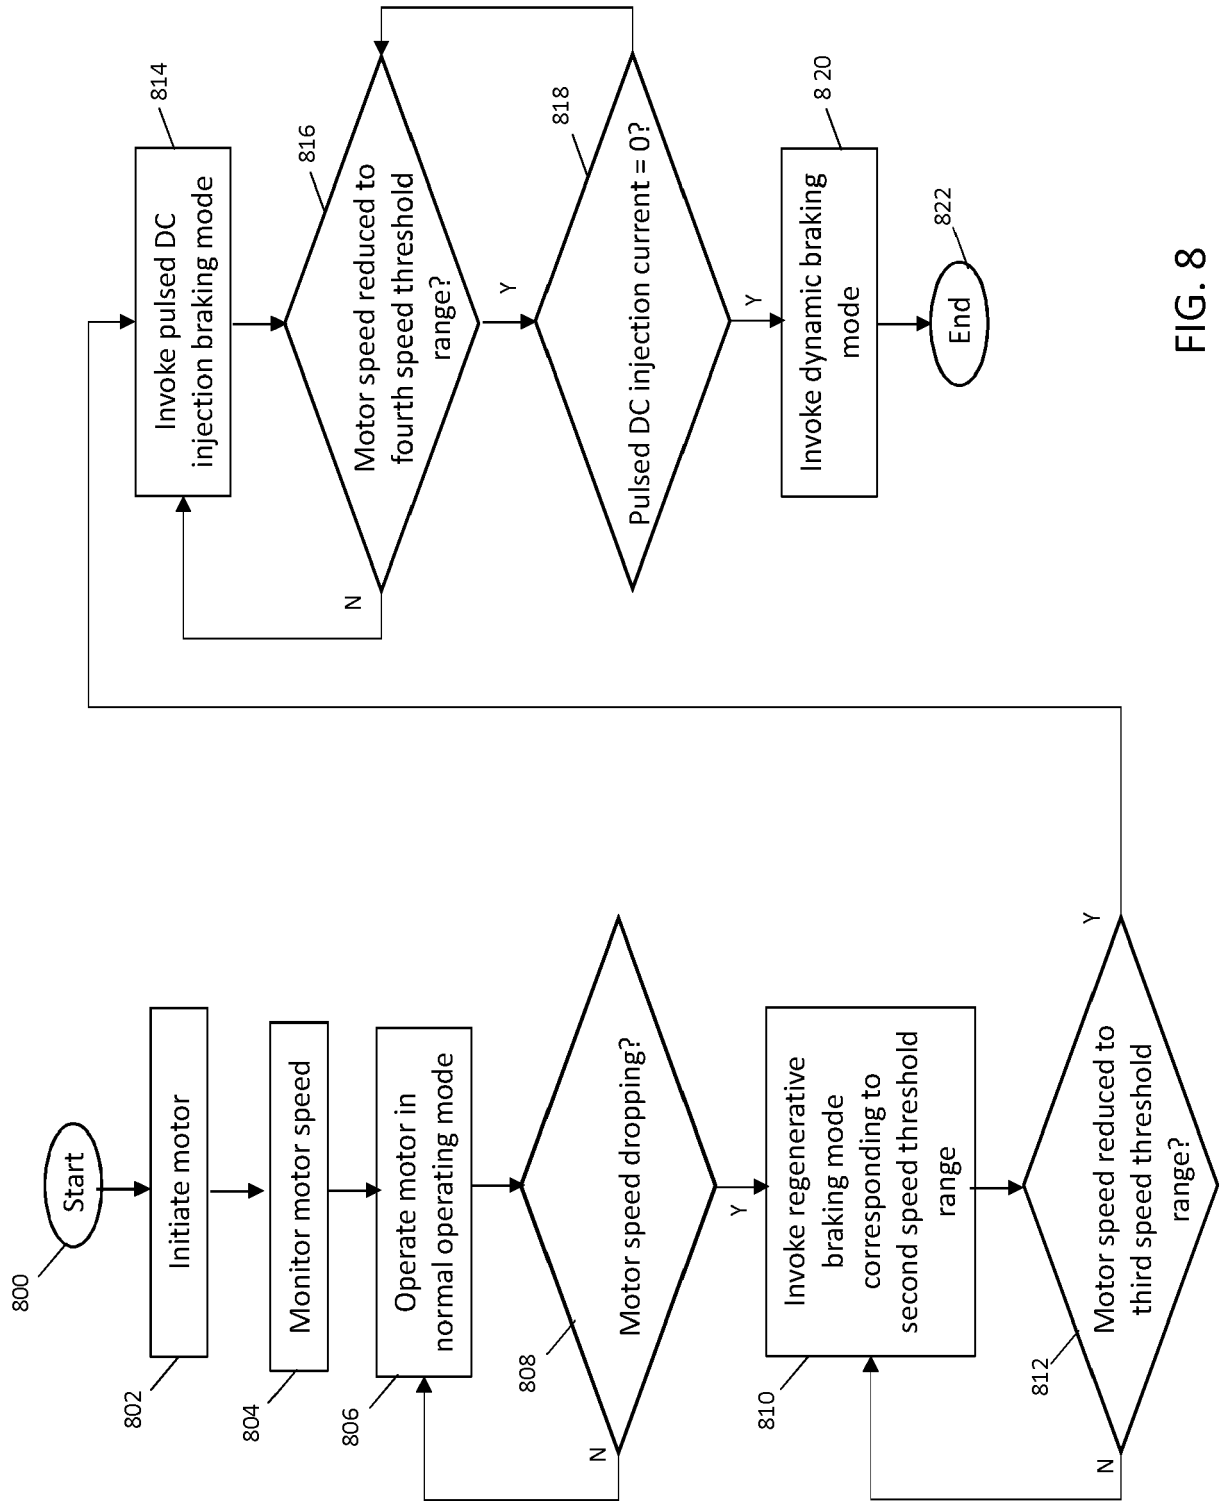 800
Start
802
Initiate motor
804
Monitor motor speed
806
Operate motor in
normal operating mode
808
Motor speed dropping?
N
Y
810
Invoke regenerative
braking mode
corresponding to
second speed threshold
range
812
Motor speed reduced to
third speed threshold
range?
N
Y
814
Invoke pulsed DC
injection braking mode
816
Motor speed reduced to
fourth speed threshold
range?
N
Y
818
Pulsed DC injection current = 0?
Y
8 20
Invoke dynamic braking
mode
822
End
FIG. 8